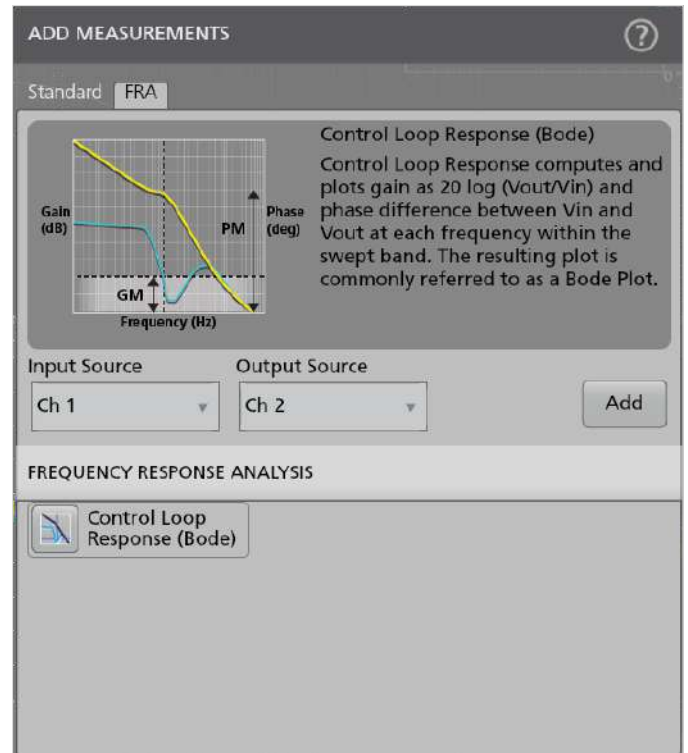 ADD MEASUREMENTS
?
Standard
FRA
Control Loop Response (Bode)
Control Loop Response computes and
plots gain as 20 log (Vout/Vin) and
phase difference between Vin and
Vout at each frequency within the
swept band. The resulting plot is
commonly referred to as a Bode Plot.
Gain
(dB)
PM
Phase
(deg)
GM
Frequency (Hz)
Input Source
Output Source
Ch 1
Ch 2
Add
FREQUENCY RESPONSE ANALYSIS
Control Loop
Response (Bode)